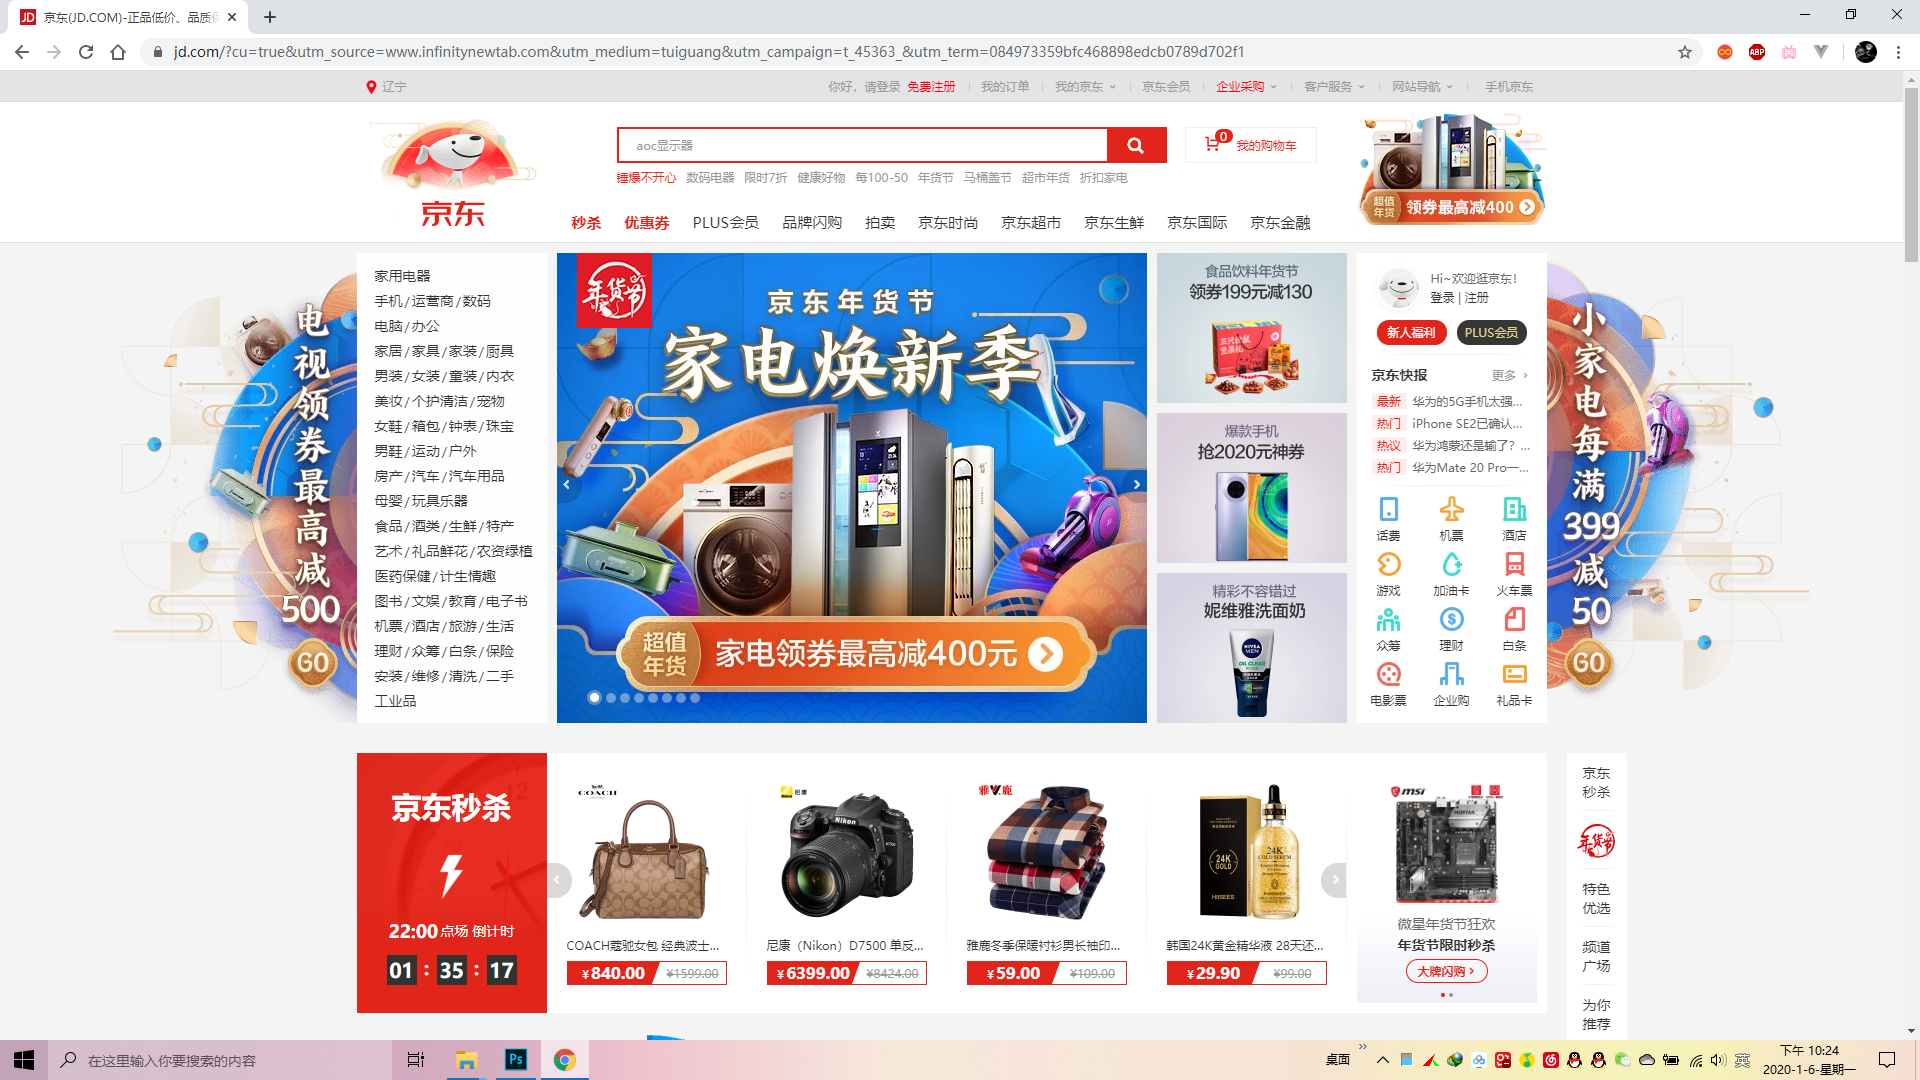 京东(JD.COM)-正品低价、品质
jd.com/?cu=true&utm_source=www.infinitynewtab.com&utm_medium=tuiguang&utm_campaign=t_45363_&utm_term=084973359bfc468898edcb0789d702f1
辽宁
你好，请登录 免费注册 我的订单 我的京东 京东会员 企业采购 客户服务 网站导航 手机京东
京东
aoc显示器
0 我的购物车
锤爆不开心 数码电器 限时7折 健康好物 每100-50 年货节 马桶盖节 超市年货 折扣家电
秒杀 优惠券 PLUS会员 品牌闪购 拍卖 京东时尚 京东超市 京东生鲜 京东国际 京东金融
超值年货 领券最高减400
电视领券最高减500
GO
家用电器
手机/运营商/数码
电脑/办公
家居/家具/家装/厨具
男装/女装/童装/内衣
美妆/个护清洁/宠物
女鞋/箱包/钟表/珠宝
男鞋/运动/户外
房产/汽车/汽车用品
母婴/玩具乐器
食品/酒类/生鲜/特产
艺术/礼品鲜花/农资绿植
医药保健/计生情趣
图书/文娱/教育/电子书
机票/酒店/旅游/生活
理财/众筹/白条/保险
安装/维修/清洗/二手
工业品
年货节
京东年货节
家电焕新季
超值年货
家电领券最高减400元
食品饮料年货节
领券199元减130
爆款手机
抢2020元神券
精彩不容错过
妮维雅洗面奶
NIVEA MEN
OIL CLEAR
Hi~欢迎逛京东!
登录 | 注册
新人福利 PLUS会员
京东快报 更多
最新 华为的5G手机太强...
热门 iPhone SE2已确认...
热议 华为鸿蒙还是输了? ...
热门 华为Mate 20 Pro一...
话费 机票 酒店
游戏 加油卡 火车票
众筹 理财 白条
电影票 企业购 礼品卡
小家电每满399减50
GO
京东秒杀
22:00 点场 倒计时
01 : 35 : 17
COACH
COACH蔻驰女包 经典波士...
¥840.00 ¥1599.00
Nikon 尼康
Nikon
尼康（Nikon）D7500 单反...
¥6399.00 ¥8424.00
雅鹿
雅鹿冬季保暖衬衫男长袖印...
¥59.00 ¥109.00
24K GOLD
HIISEES
24K
GOLD SERUM
韩国24K黄金精华液 28天还...
¥29.90 ¥99.00
msi
微星年货节狂欢
年货节限时秒杀
大牌闪购 >
京东秒杀
年货节
特色优选
频道广场
为你推荐
在这里输入你要搜索的内容
Ps
桌面
英
下午 10:24
2020-1-6-星期一